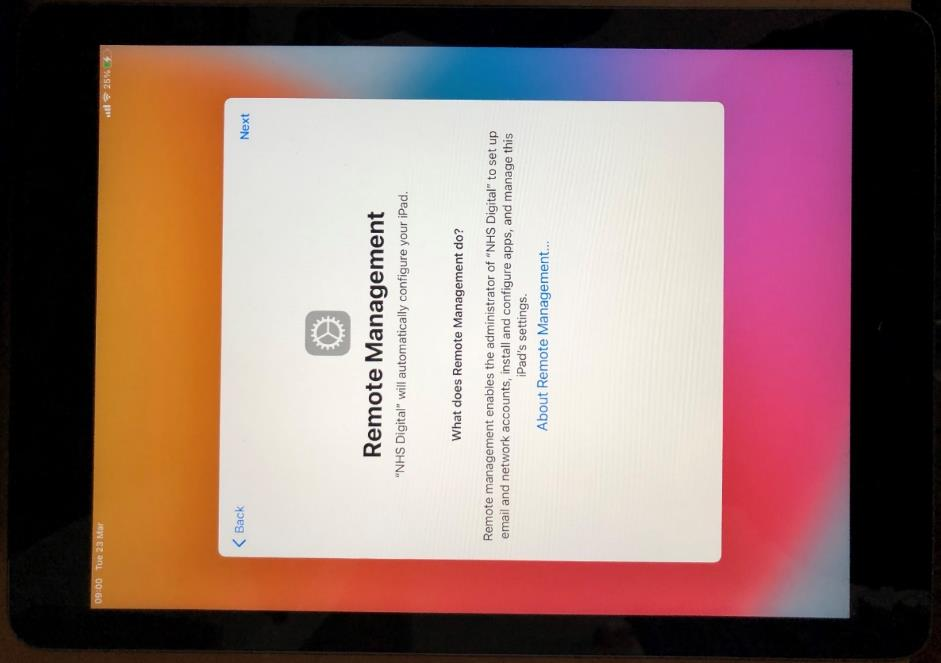 09:00 Tue 23 Mar
25%
Back
Next
Remote Management
“NHS Digital” will automatically configure your iPad.
What does Remote Management do?
Remote management enables the administrator of “NHS Digital” to set up
email and network accounts, install and configure apps, and manage this
iPad's settings.
About Remote Management...